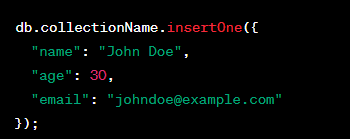 db.collectionName.insertOne({
  "name": "John Doe",
  "age": 30,
  "email": "johndoe@example.com"
});